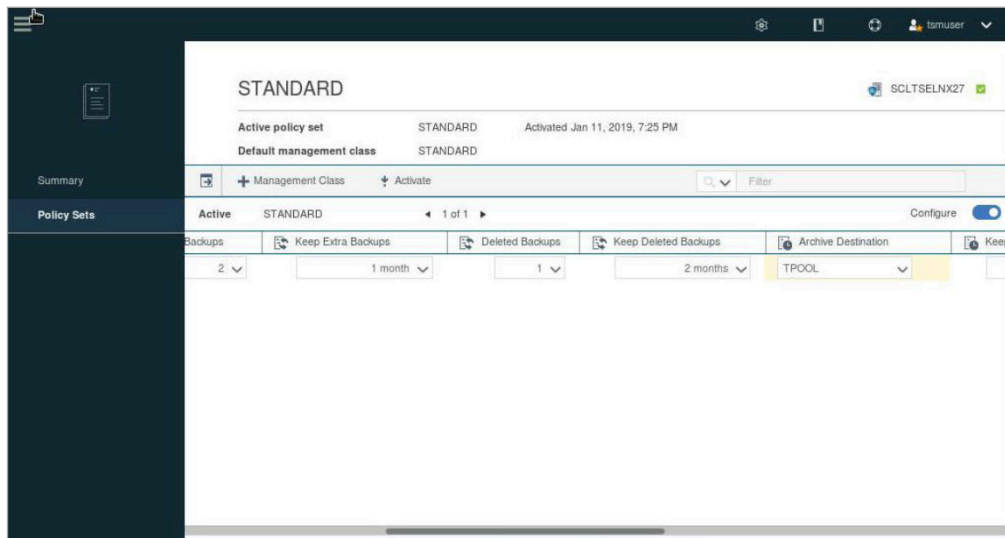 tsmuser
STANDARD
SCLTSELNX27
Active policy set STANDARD Activated Jan 11, 2019, 7:25 PM
Default management class STANDARD
Summary
Management Class Activate Filter
Policy Sets
Active STANDARD 1 of 1 Configure
Backups Keep Extra Backups Deleted Backups Keep Deleted Backups Archive Destination Kee
2 1 month 1 2 months TPOOL